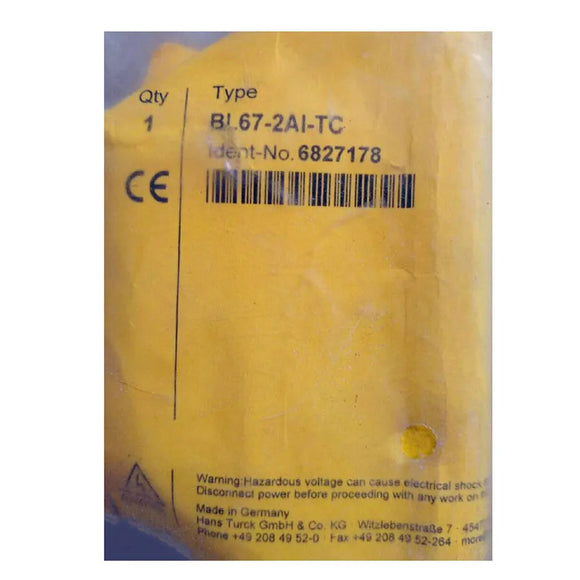 Qty
Type
1
BL67-2AI-TC
Ident-No. 6827178
CE
Warning:Hazardous voltage can cause electrical shock
Disconnect power before proceeding with any work on
Made in Germany
Hans Turck GmbH & Co. KG Witzlebenstraße 7 ·
Phone +49 208 49 52-0 · Fax +49 208 49 52-264 ·